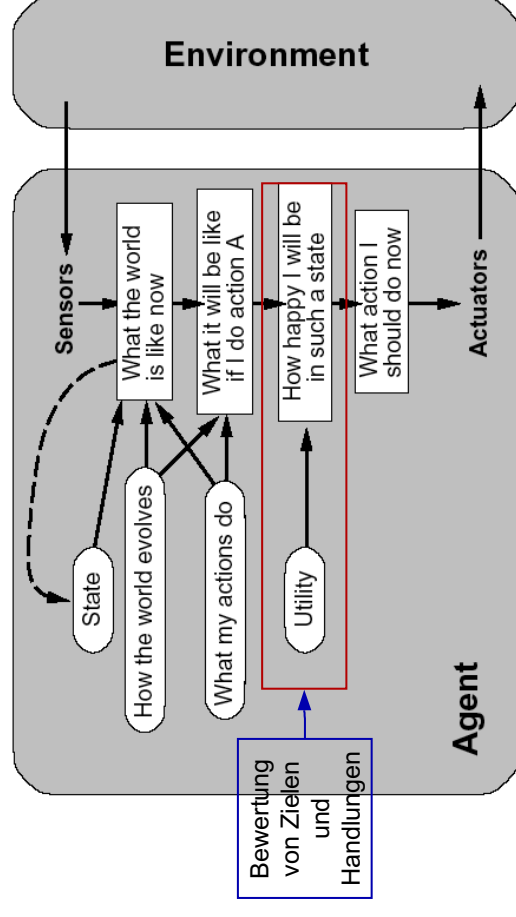 Sensors
State
What the world
is like now
How the world evolves
What it will be like
if I do action A
What my actions do
How happy I will be
in such a state
Utility
What action I
should do now
Agent
Actuators
Environment
Bewertung
von Zielen
und
Handlungen